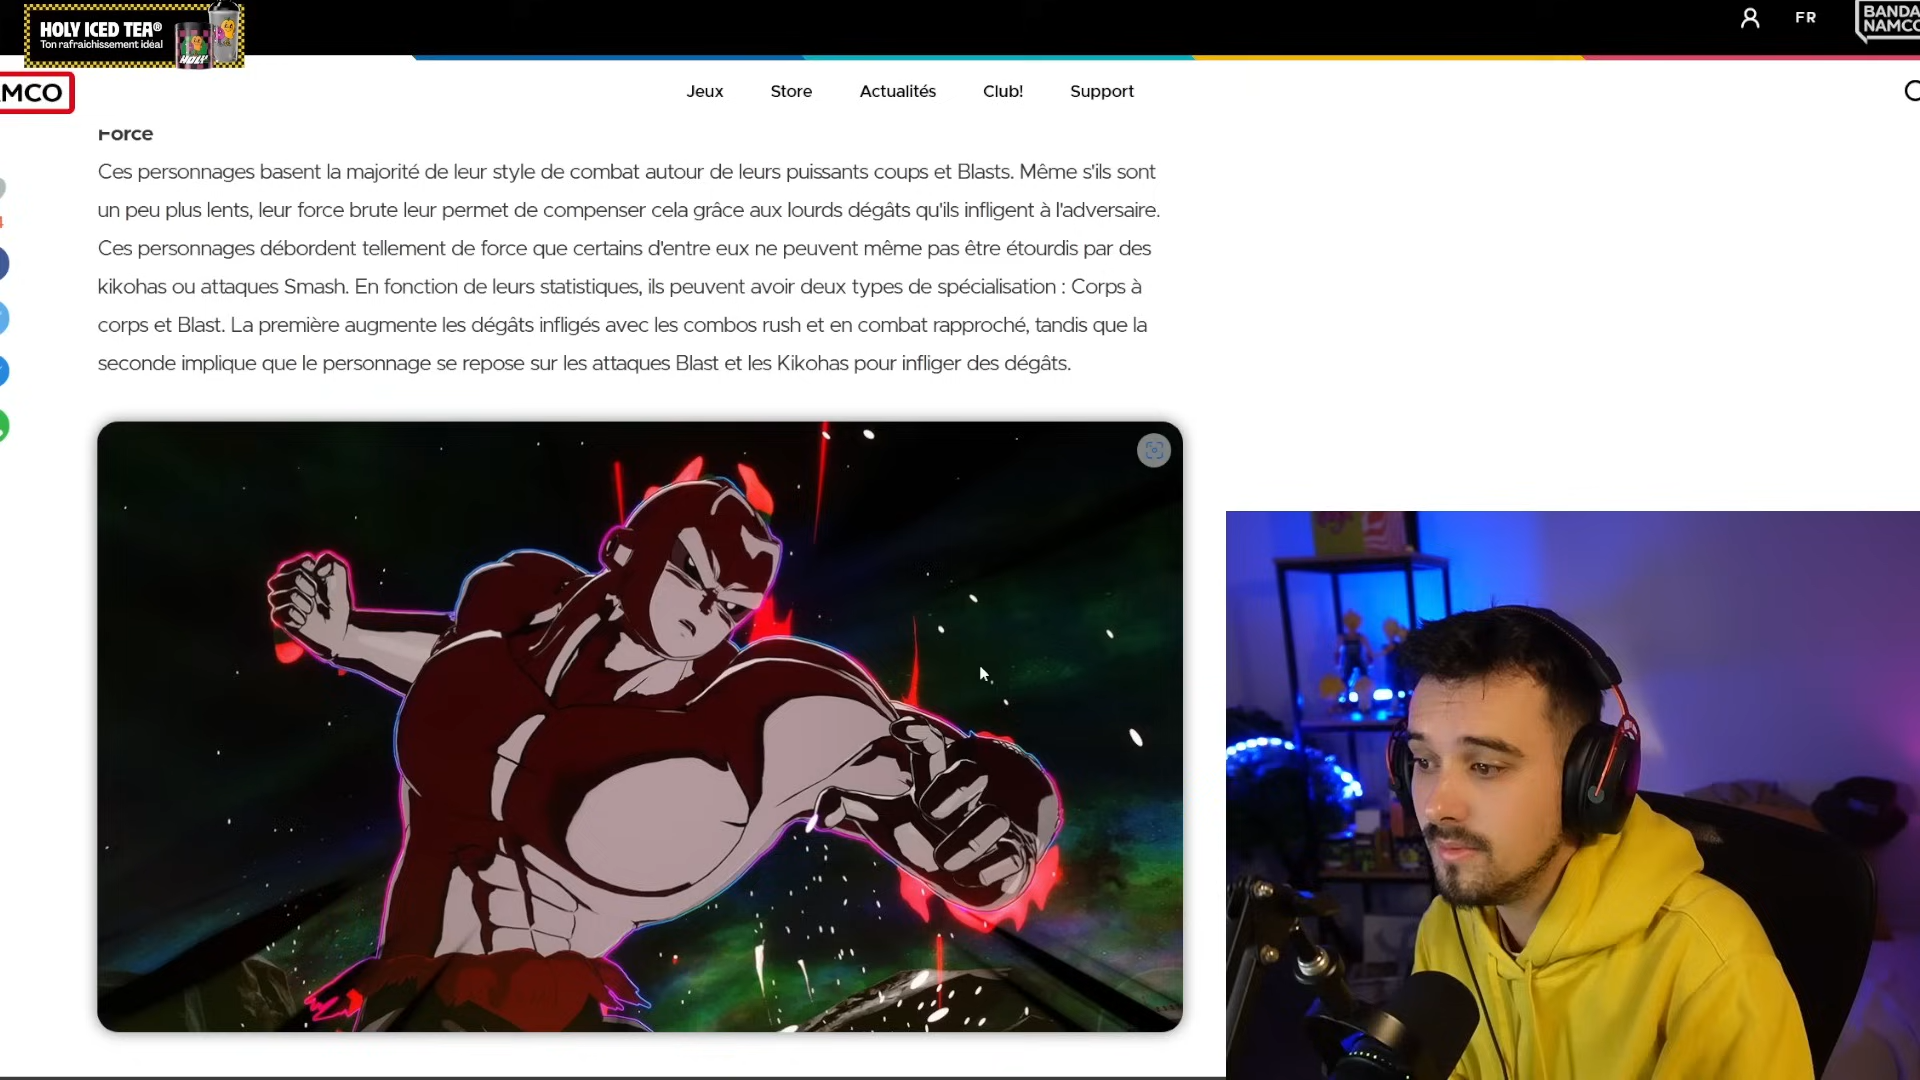 HOLY ICED TEA®
Ton rafraîchissement idéal
HOLY
FR
BANDA
NAMCO
AMCO
Jeux
Store
Actualités
Club!
Support
Force
Ces personnages basent la majorité de leur style de combat autour de leurs puissants coups et Blasts. Même s'ils sont
un peu plus lents, leur force brute leur permet de compenser cela grâce aux lourds dégâts qu'ils infligent à l'adversaire.
Ces personnages débordent tellement de force que certains d'entre eux ne peuvent même pas être étourdis par des
kikohas ou attaques Smash. En fonction de leurs statistiques, ils peuvent avoir deux types de spécialisation : Corps à
corps et Blast. La première augmente les dégâts infligés avec les combos rush et en combat rapproché, tandis que la
seconde implique que le personnage se repose sur les attaques Blast et les Kikohas pour infliger des dégâts.